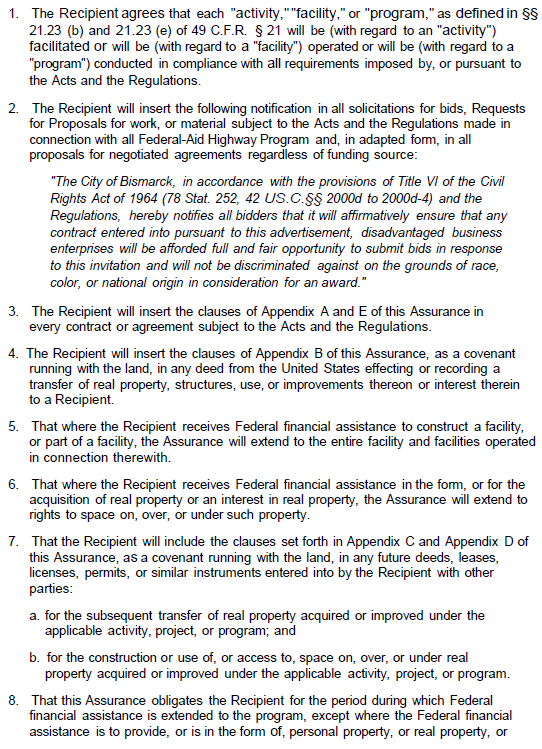 1. The Recipient agrees that each "activity,""facility," or "program," as defined in §§
21.23 (b) and 21.23 (e) of 49 C.F.R. § 21 will be (with regard to an "activity")
facilitated or will be (with regard to a "facility") operated or will be (with regard to a
"program") conducted in compliance with all requirements imposed by, or pursuant to
the Acts and the Regulations.
2. The Recipient will insert the following notification in all solicitations for bids, Requests
for Proposals for work, or material subject to the Acts and the Regulations made in
connection with all Federal-Aid Highway Program and, in adapted form, in all
proposals for negotiated agreements regardless of funding source:
"The City of Bismarck, in accordance with the provisions of Title VI of the Civil
Rights Act of 1964 (78 Stat. 252, 42 US.C.§§ 2000d to 2000d-4) and the
Regulations, hereby notifies all bidders that it will affirmatively ensure that any
contract entered into pursuant to this advertisement, disadvantaged business
enterprises will be afforded full and fair opportunity to submit bids in response
to this invitation and will not be discriminated against on the grounds of race,
color, or national origin in consideration for an award."
3. The Recipient will insert the clauses of Appendix A and E of this Assurance in
every contract or agreement subject to the Acts and the Regulations.
4. The Recipient will insert the clauses of Appendix B of this Assurance, as a covenant
running with the land, in any deed from the United States effecting or recording a
transfer of real property, structures, use, or improvements thereon or interest therein
to a Recipient.
5. That where the Recipient receives Federal financial assistance to construct a facility,
or part of a facility, the Assurance will extend to the entire facility and facilities operated
in connection therewith.
6. That where the Recipient receives Federal financial assistance in the form, or for the
acquisition of real property or an interest in real property, the Assurance will extend to
rights to space on, over, or under such property.
7. That the Recipient will include the clauses set forth in Appendix C and Appendix D of
this Assurance, as a covenant running with the land, in any future deeds, leases,
licenses, permits, or similar instruments entered into by the Recipient with other
parties:
a. for the subsequent transfer of real property acquired or improved under the
applicable activity, project, or program; and
b. for the construction or use of, or access to, space on, over, or under real
property acquired or improved under the applicable activity, project, or program.
8. That this Assurance obligates the Recipient for the period during which Federal
financial assistance is extended to the program, except where the Federal financial
assistance is to provide, or is in the form of, personal property, or real property, or